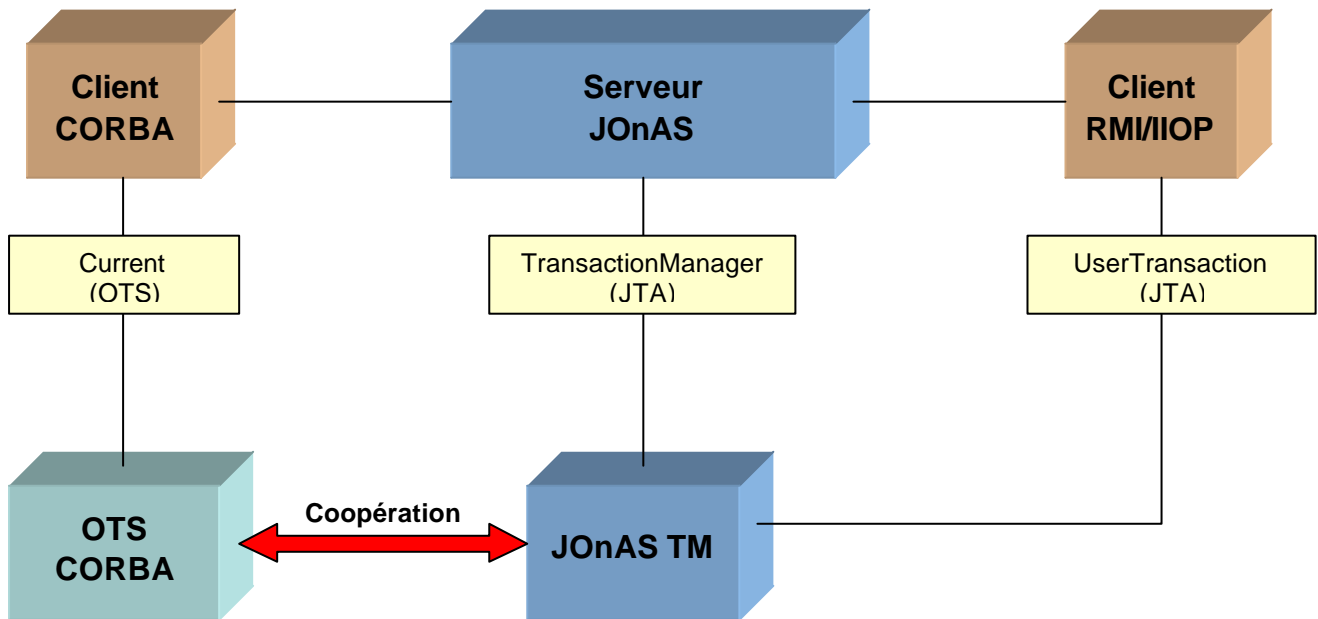 Client
CORBA
Serveur
JOnAS
Client
RMI/IIOP
Current
(OTS)
TransactionManager
(JTA)
UserTransaction
(JTA)
OTS
CORBA
Coopération
JOnAS TM